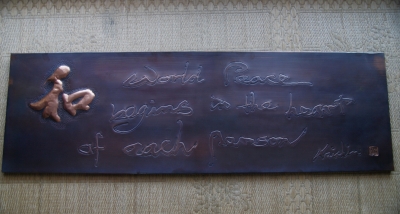 和
World Peace
begins in the heart
of each Person